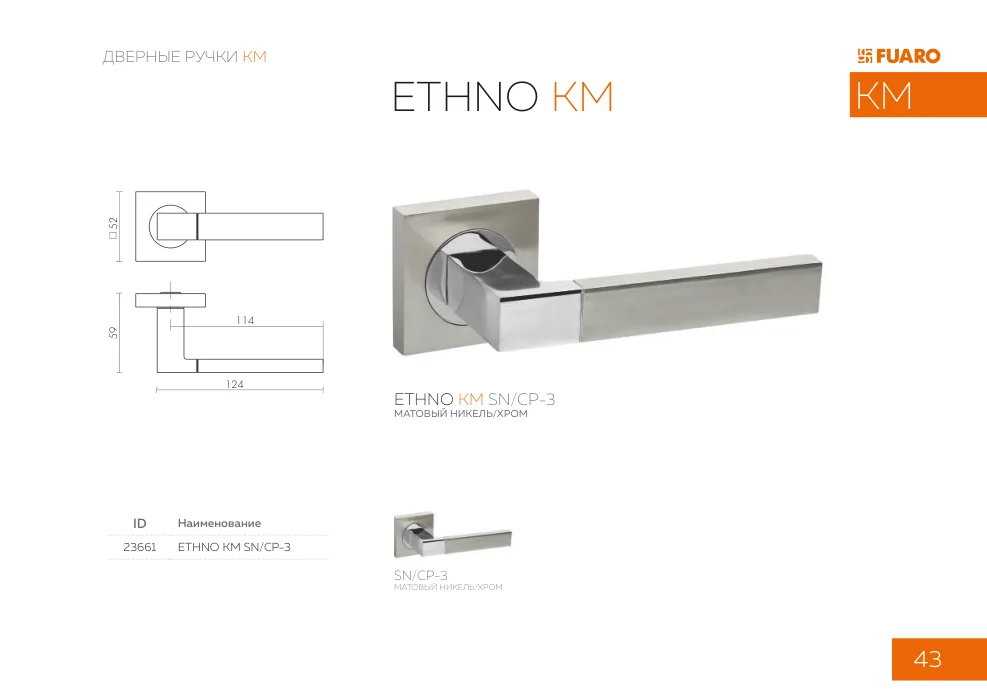 ДВЕРНЫЕ РУЧКИ КМ
FUARO
KM
ETHNO KM
52
59
114
124
ETHNO KM SN/CP-3
МАТОВЫЙ НИКЕЛЬ/ХРОМ
ID Наименование
23661 ETHNO KM SN/CP-3
SN/CP-3
МАТОВЫЙ НИКЕЛЬ/ХРОМ
43